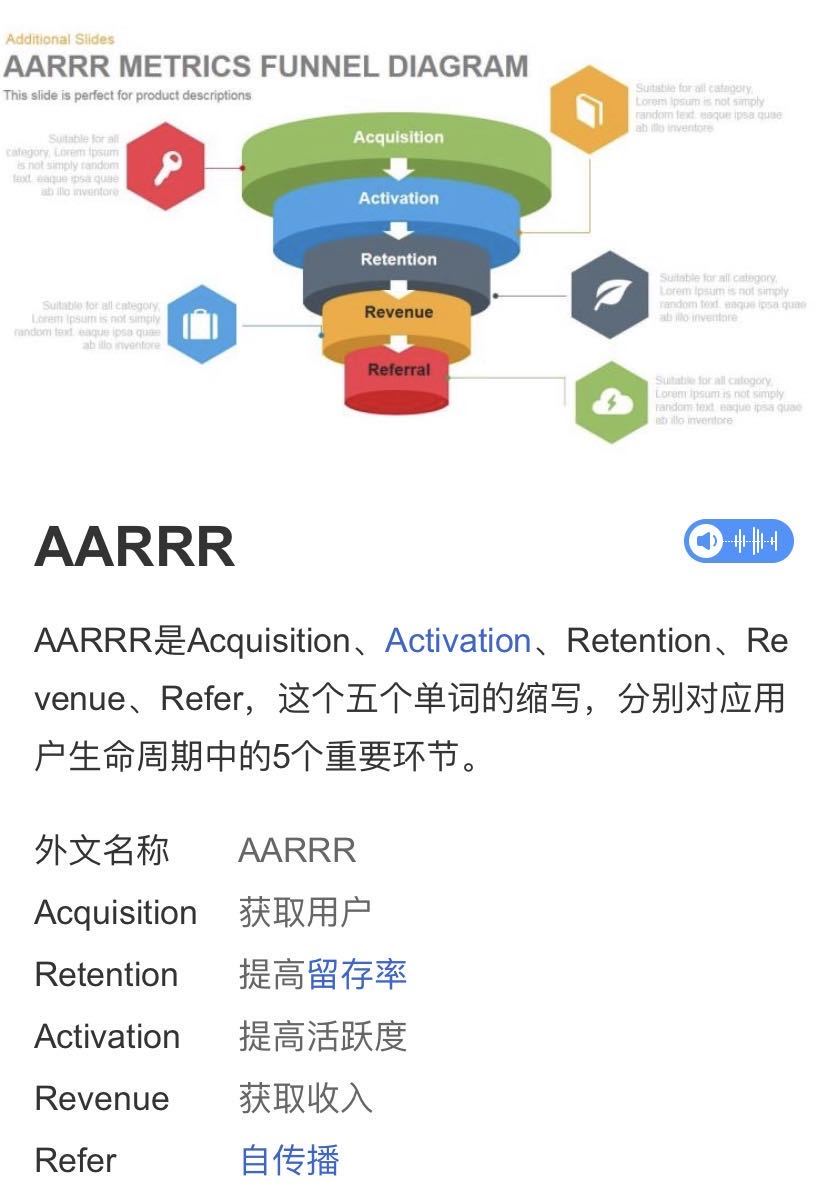 Additional Slides
AARRR METRICS FUNNEL DIAGRAM
This slide is perfect for product descriptions
Suitable for all category,
Lorem Ipsum is not simply
random text. eaque ipsa quae
ab illo inventore
Suitable for all
category, Lorem Ipsum
is not simply random
text. eaque ipsa quae
ab illo inventore
Acquisition
Activation
Retention
Revenue
Referral
Suitable for all category,
Lorem Ipsum is not simply
random text. eaque ipsa quae
ab illo inventore
Suitable for all category,
Lorem Ipsum is not simply
random text. eaque ipsa quae
ab illo inventore
Suitable for all category,
Lorem Ipsum is not simply
random text. eaque ipsa quae
ab illo inventore
AARRR
AARRR是Acquisition、Activation、Retention、Re
venue、Refer，这个五个单词的缩写，分别对应用
户生命周期中的5个重要环节。
外文名称 AARRR
Acquisition 获取用户
Retention 提高留存率
Activation 提高活跃度
Revenue 获取收入
Refer 自传播